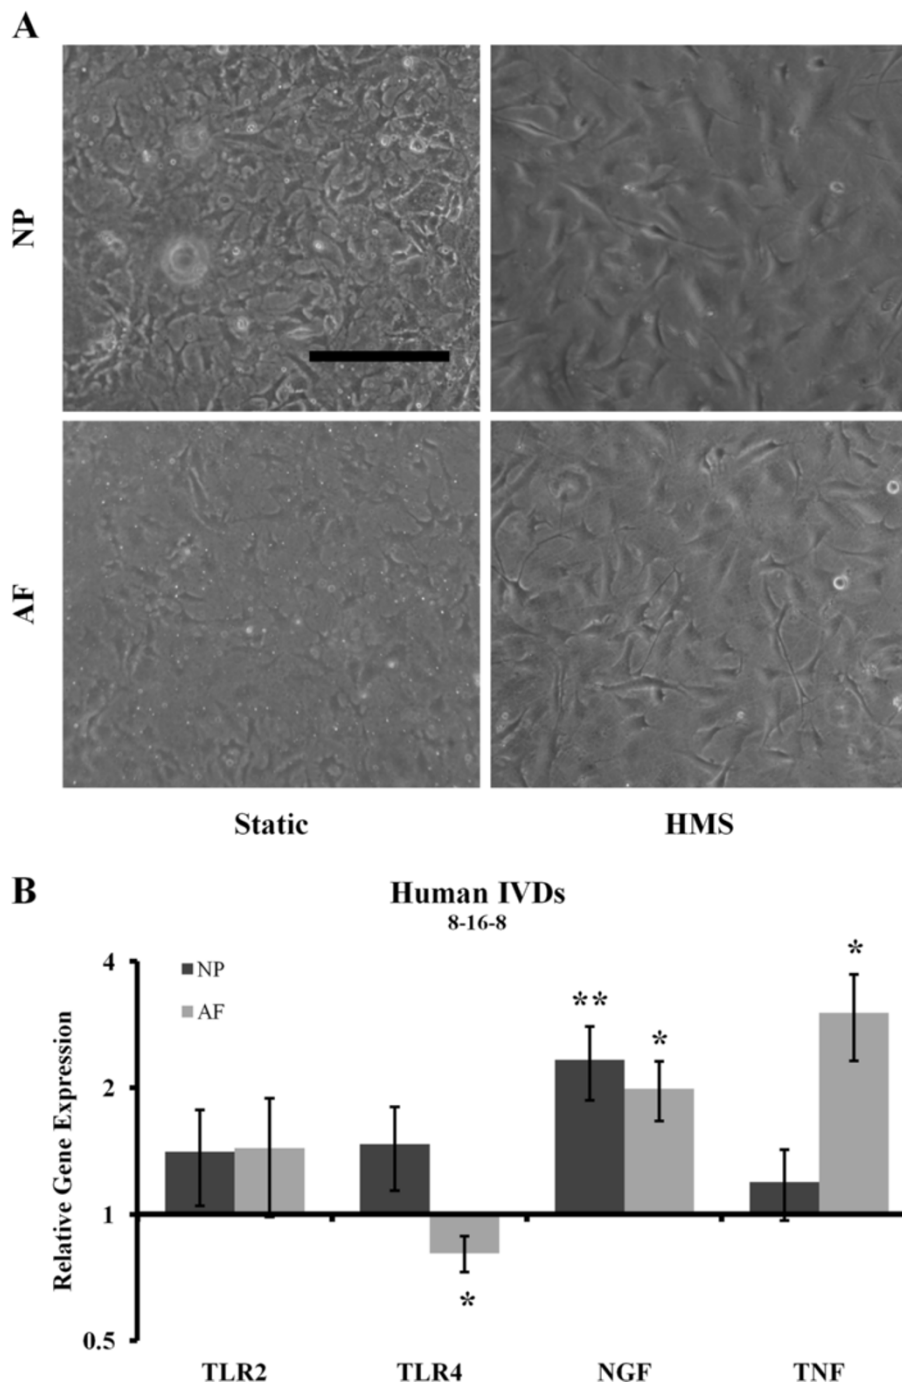 A
NP
AF
Static HMS
B
Human IVDs
8-16-8
4
NP
**
*
*
AF
Relative Gene Expression
2
1
*
0.5
TLR2 TLR4 NGF TNF